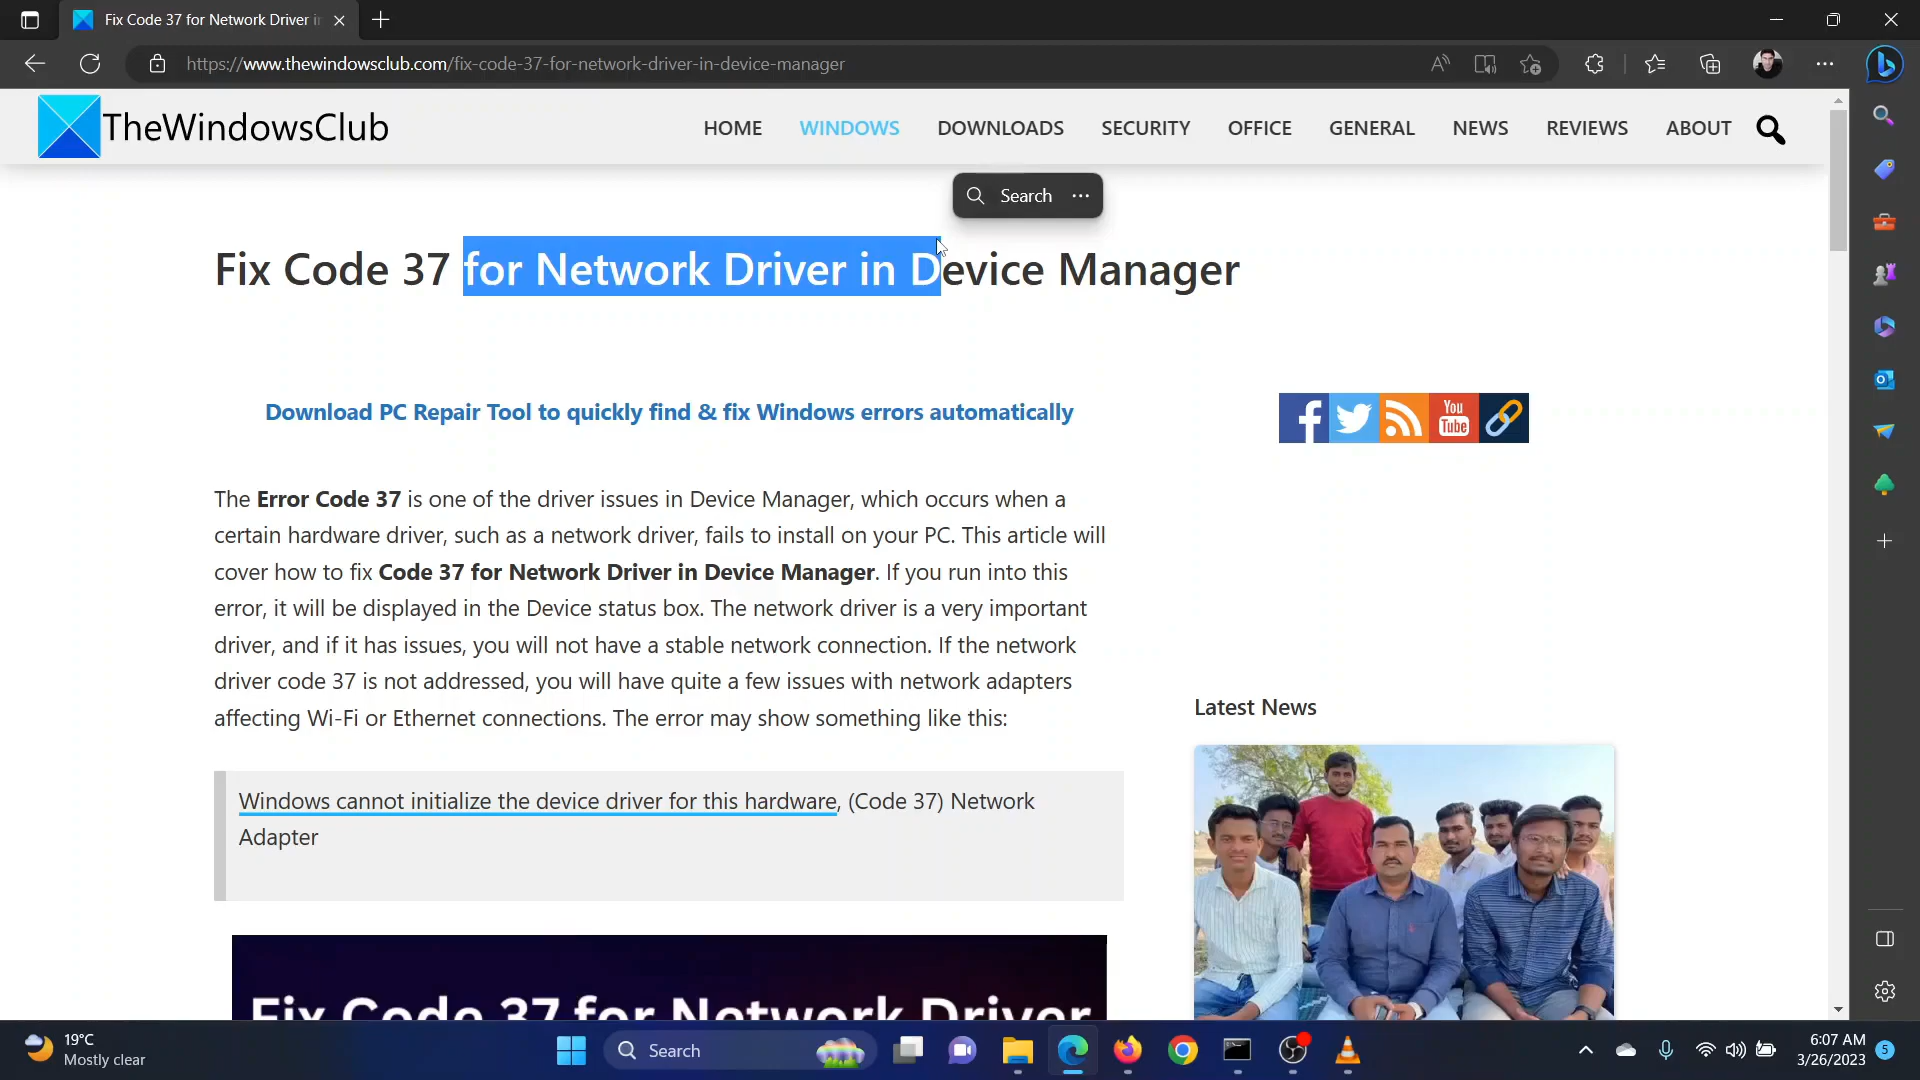 Fix Code 37 for Network Driver i
https://www.thewindowsclub.com/fix-code-37-for-network-driver-in-device-manager
TheWindowsClub
HOME WINDOWS DOWNLOADS SECURITY OFFICE GENERAL NEWS REVIEWS ABOUT
Search
Fix Code 37 for Network Driver in Device Manager
Download PC Repair Tool to quickly find & fix Windows errors automatically
You
Tube
The Error Code 37 is one of the driver issues in Device Manager, which occurs when a
certain hardware driver, such as a network driver, fails to install on your PC. This article will
cover how to fix Code 37 for Network Driver in Device Manager. If you run into this
error, it will be displayed in the Device status box. The network driver is a very important
driver, and if it has issues, you will not have a stable network connection. If the network
driver code 37 is not addressed, you will have quite a few issues with network adapters
affecting Wi-Fi or Ethernet connections. The error may show something like this:
Latest News
Windows cannot initialize the device driver for this hardware, (Code 37) Network
Adapter
Fix Code 37 for Network Driver
19°C
Mostly clear
Search
6:07 AM
3/26/2023
5